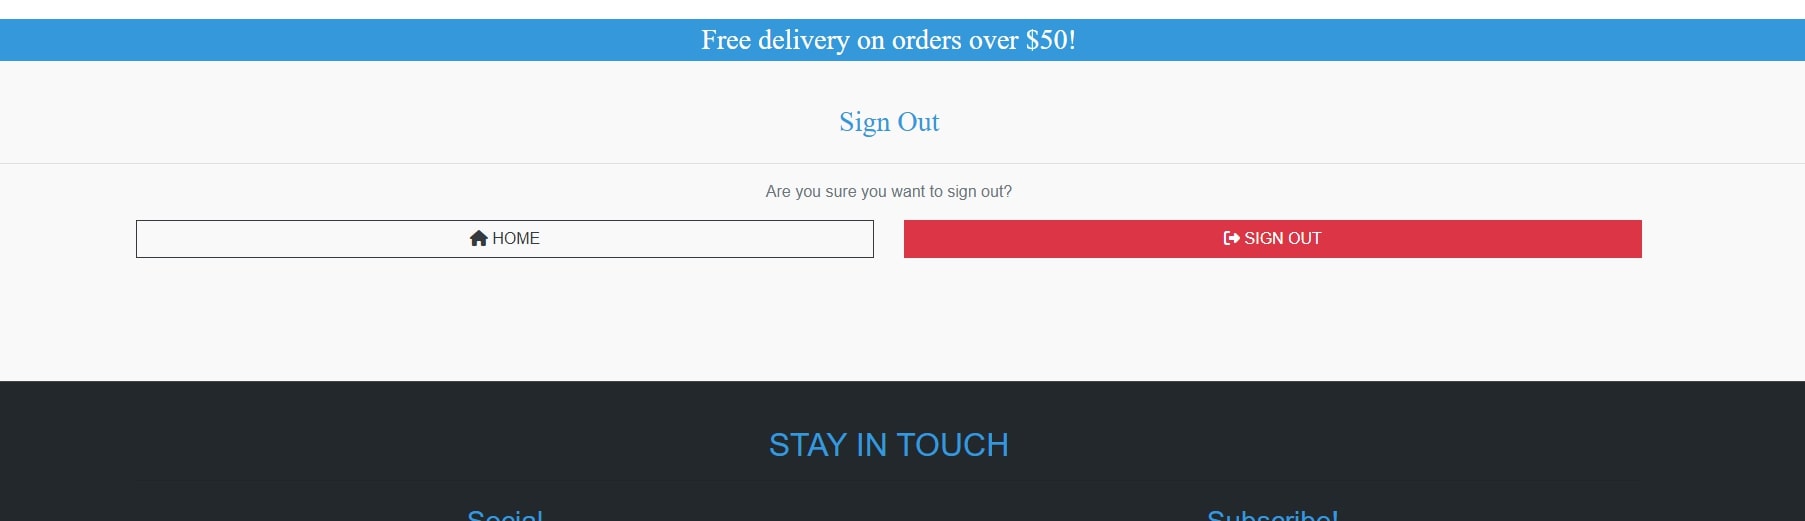 Free delivery on orders over $50!
Sign Out
Are you sure you want to sign out?
HOME
SIGN OUT
STAY IN TOUCH
Social
Subscribe!